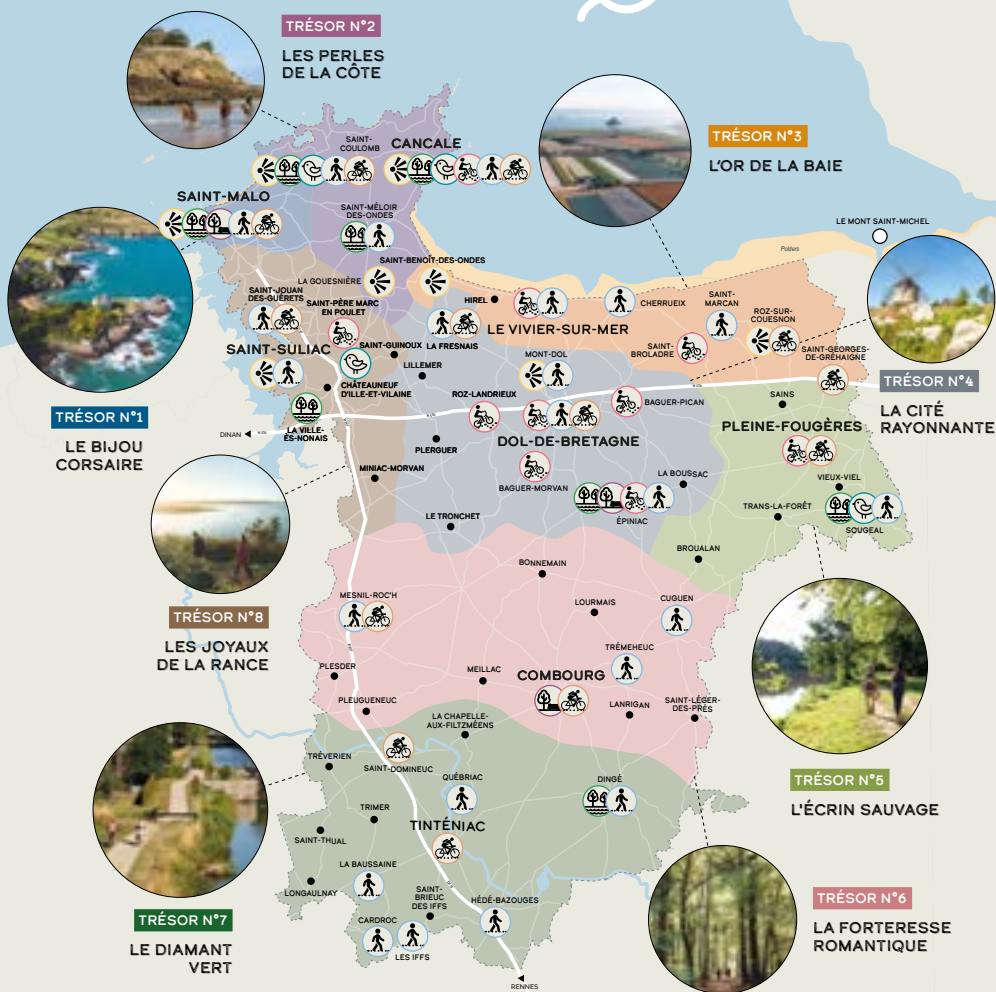 TRÉSOR N°2
LES PERLES
DE LA CÔTE
TRÉSOR N°3
L'OR DE LA BAIE
SAINT-
COULOMB
CANCALE
SAINT-MALO
SAINT-MÉLOIR
DES-ONDES
LE MONT SAINT-MICHEL
Polders
LA GOUESNIÈRE
SAINT-BENOÎT-DES-ONDES
SAINT-JOUAN
DES-GUÉRETS
SAINT-PÈRE MARC
EN POULET
HIREL
LE VIVIER-SUR-MER
CHERRUEIX
SAINT-
MARCAN
ROZ-SUR-
COUESNON
SAINT-
BROLADRE
SAINT-GEORGES-
DE-GRÉHAIGNE
LA FRESNAIS
SAINT-GUINOUX
SAINT-SULIAC
LILLEMER
MONT-DOL
CHÂTEAUNEUF
D'ILLE-ET-VILAINE
ROZ-LANDRIEUX
BAGUER-PICAN
SAINS
TRÉSOR N°4
LA CITÉ
RAYONNANTE
TRÉSOR N°1
LE BIJOU
CORSAIRE
LA VILLE-
ÈS-NONAIS
DINAN
PLERGUER
DOL-DE-BRETAGNE
PLEINE-FOUGÈRES
MINIAC-MORVAN
BAGUER-MORVAN
LA BOUSSAC
VIEUX-VIEL
TRANS-LA-FORÊT
SOUGEAL
LE TRONCHET
ÉPINIAC
BROUALAN
BONNEMAIN
TRÉSOR N°8
LES JOYAUX
DE LA RANCE
MESNIL-ROC'H
LOURMAIS
CUGUEN
TRÉMEHEUC
PLESDER
MEILLAC
COMBOURG
PLEUGUENEUC
LANRIGAN
SAINT-LÉGER-
DES-PRÉS
LA CHAPELLE-
AUX-FILTZMÉENS
TRÉVERIEN
SAINT-DOMINEUC
QUÉBRIAC
DINGÉ
TRÉSOR N°5
L'ÉCRIN SAUVAGE
TRIMER
TINTÉNIAC
SAINT-THUAL
LA BAUSSAINE
LONGAULNAY
SAINT-
BRIEUC
DES IFFS
HÉDÉ-BAZOUGES
CARDROC
LES IFFS
TRÉSOR N°7
LE DIAMANT
VERT
TRÉSOR N°6
LA FORTERESSE
ROMANTIQUE
RENNES